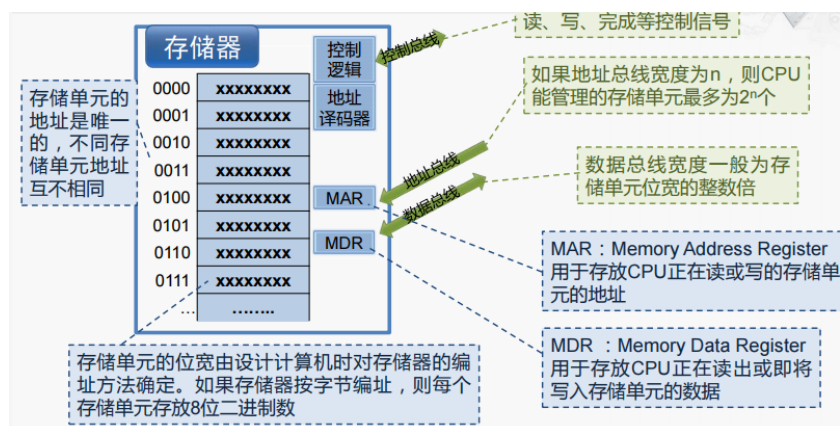 读、写、完成等控制信号
存储器
控制
逻辑
控制总线
地址
译码器
如果地址总线宽度为n，则CPU
能管理的存储单元最多为2ⁿ个
存储单元的
地址是唯一
的，不同存
储单元地址
互不相同
0000 xxxxxxxx
0001 xxxxxxxx
0010 xxxxxxxx
0011 xxxxxxxx
0100 xxxxxxxx
0101 xxxxxxxx
0110 xxxxxxxx
0111 xxxxxxxx
... ........
地址总线
数据总线宽度一般为存
储单元位宽的整数倍
MAR
数据总线
MDR
MAR：Memory Address Register
用于存放CPU正在读或写的存储单
元的地址
MDR ：Memory Data Register
用于存放CPU正在读出或即将
写入存储单元的数据
存储单元的位宽由设计计算机时对存储器的编
址方法确定。如果存储器按字节编址，则每个
存储单元存放8位二进制数